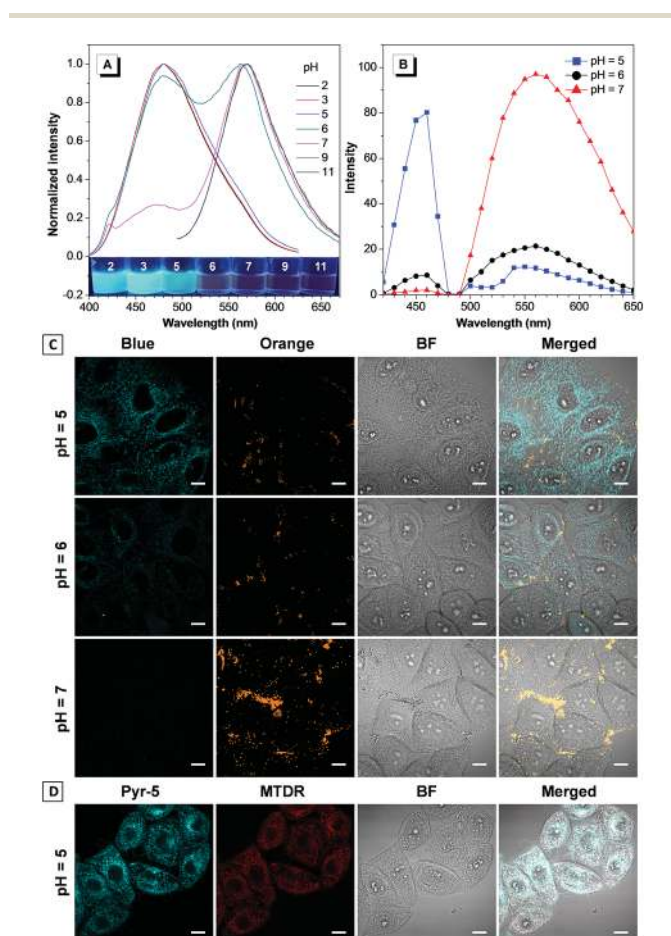 A
pH
2
3
5
6
7
9
11
1.0
0.8
0.6
0.4
0.2
0.0
-0.2
Normalized intensity
2 3 5 6 7 9 11
400 450 500 550 600 650
Wavelength (nm)
B
pH = 5
pH = 6
pH = 7
100
80
60
40
20
0
Intensity
450 500 550 600 650
Wavelength (nm)
C
Blue Orange BF Merged
pH = 5
pH = 6
pH = 7
D
Pyr-5 MTDR BF Merged
pH = 5